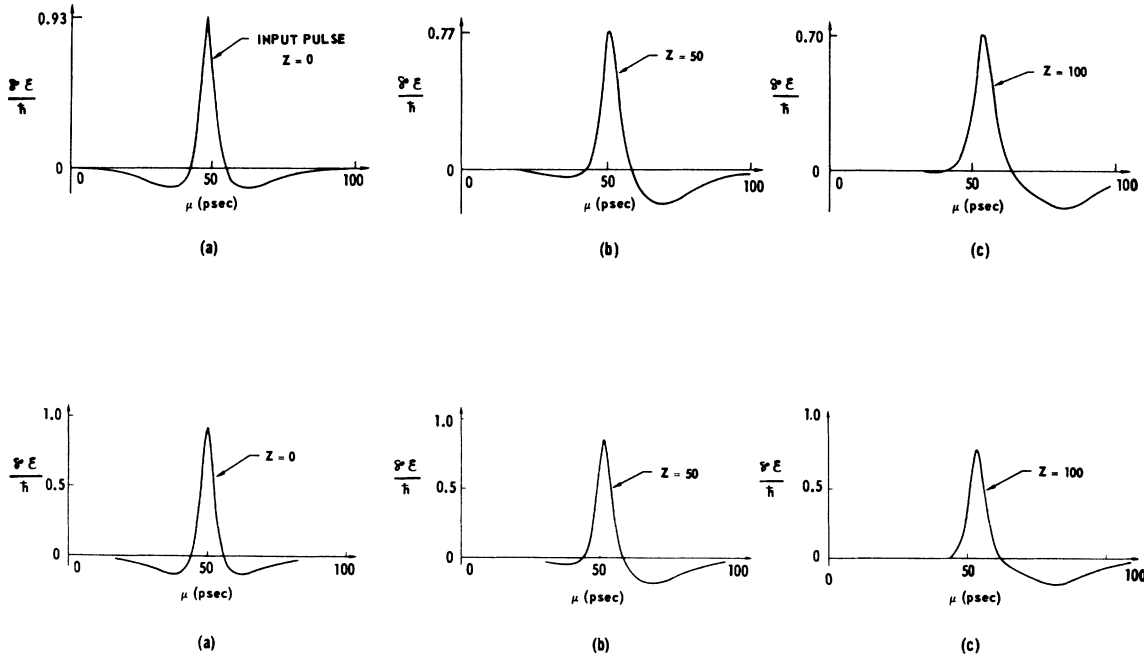 0.93
INPUT PULSE
Z = 0
℘ ℰ
ħ
0
50
100
μ (psec)
(a)
0.77
Z = 50
℘ ℰ
ħ
0
0
50
100
μ (psec)
(b)
0.70
Z = 100
℘ ℰ
ħ
0
0
50
100
μ (psec)
(c)
1.0
Z = 0
℘ ℰ
ħ
0.5
0
0
50
100
μ (psec)
(a)
1.0
Z = 50
℘ ℰ
ħ
0.5
0
0
50
100
μ (psec)
(b)
1.0
Z = 100
℘ ℰ
ħ
0.5
0
0
50
100
μ (psec)
(c)